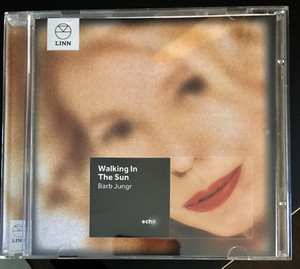 LINN
Walking In
The Sun
Barb Jungr
echo
LINN